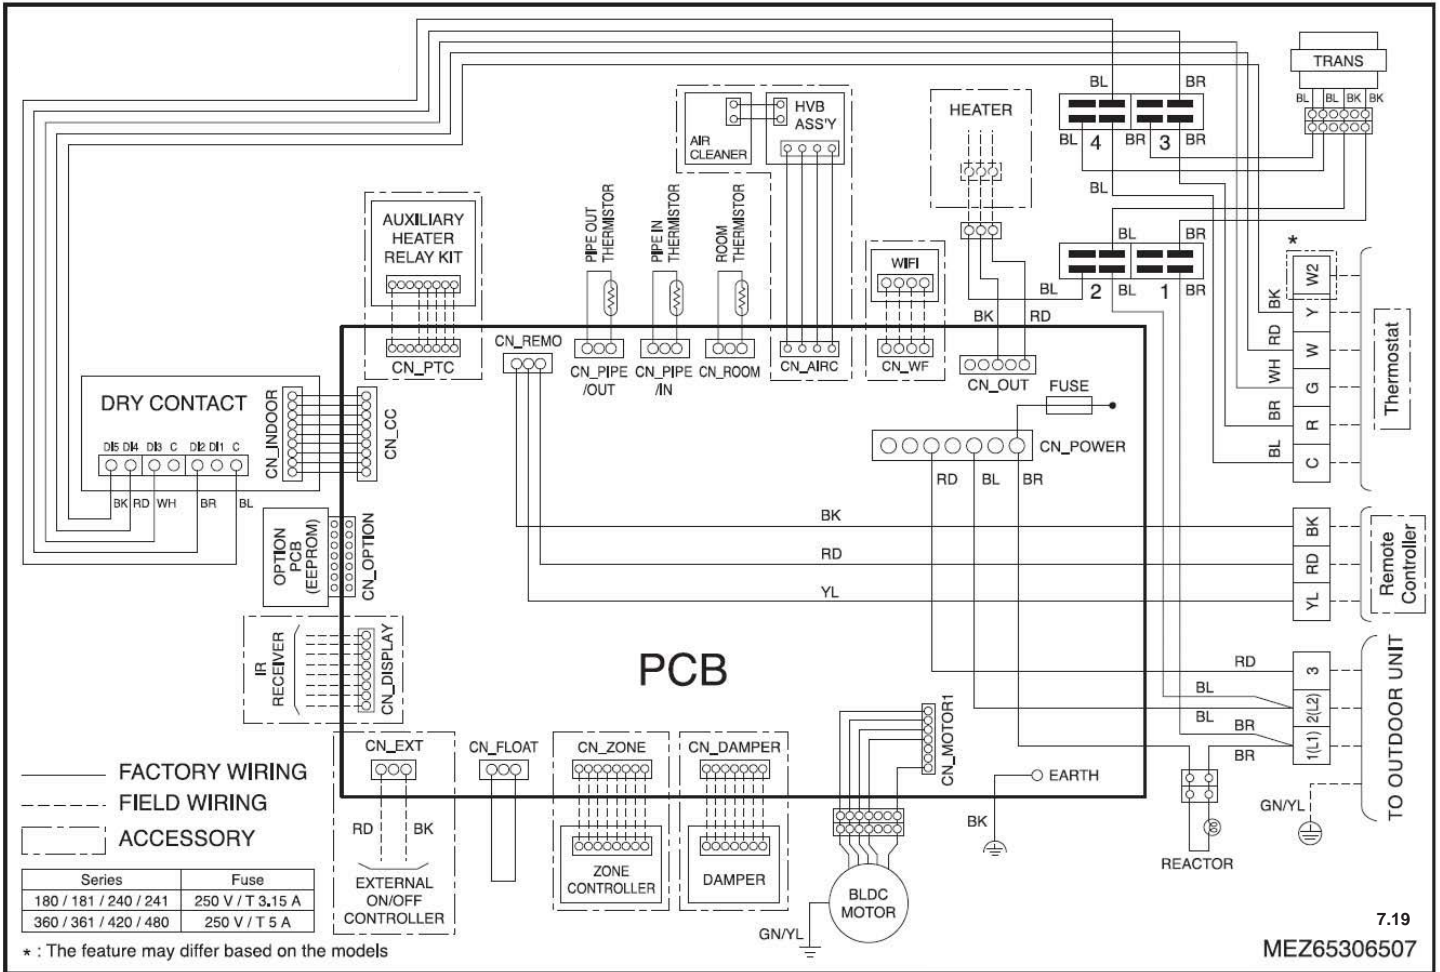 TRANS
BL BL BK BK
BL BR
BL 4 BR 3 BR
BL
BL BR
BL 2 BL 1 BR
HEATER
BK RD
AIR
CLEANER
HVB
ASS'Y
AUXILIARY
HEATER
RELAY KIT
PIPE OUT
THERMISTOR
PIPE IN
THERMISTOR
ROOM
THERMISTOR
WIFI
CN_PTC
CN_REMO
CN_PIPE
/OUT
CN_PIPE
/IN
CN_ROOM
CN_AIRC
CN_WF
CN_OUT
FUSE
CN_POWER
RD BL BR
*
W2
Y
W
G
R
C
BK
RD
WH
BR
BL
Thermostat
DRY CONTACT
DI5 DI4 DI3 C DI2 DI1 C
BK RD WH BR BL
CN_INDOOR
CN_CC
OPTION
PCB
(EEPROM)
CN_OPTION
IR
RECEIVER
CN_DISPLAY
BK
RD
YL
BK
RD
YL
Remote
Controller
PCB
RD
BL
BL
BR
BR
3
2(L2)
1(L1)
TO OUTDOOR UNIT
GN/YL
REACTOR
CN_EXT
RD BK
EXTERNAL
ON/OFF
CONTROLLER
CN_FLOAT
CN_ZONE
ZONE
CONTROLLER
CN_DAMPER
DAMPER
CN_MOTOR1
BLDC
MOTOR
GN/YL
EARTH
BK
FACTORY WIRING
FIELD WIRING
ACCESSORY
Series Fuse
180 / 181 / 240 / 241 250 V / T 3.15 A
360 / 361 / 420 / 480 250 V / T 5 A
* : The feature may differ based on the models
7.19
MEZ65306507